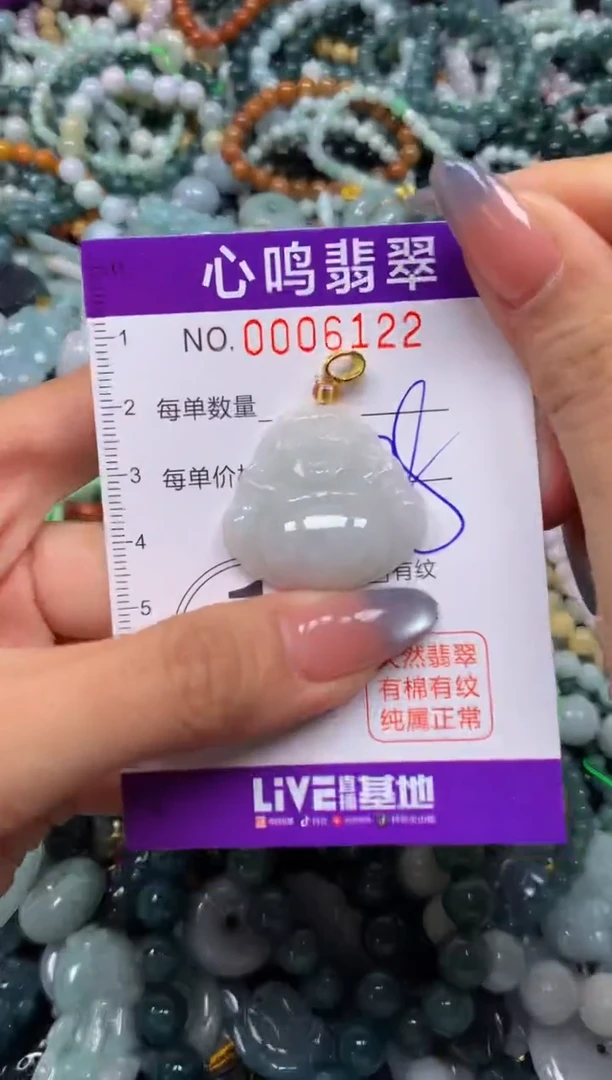 心鸣翡翠
NO.0006122
1
2 每单数量
3 每单价
4
有纹
5
天然翡翠
有棉有纹
纯属正常
LiVE直播基地